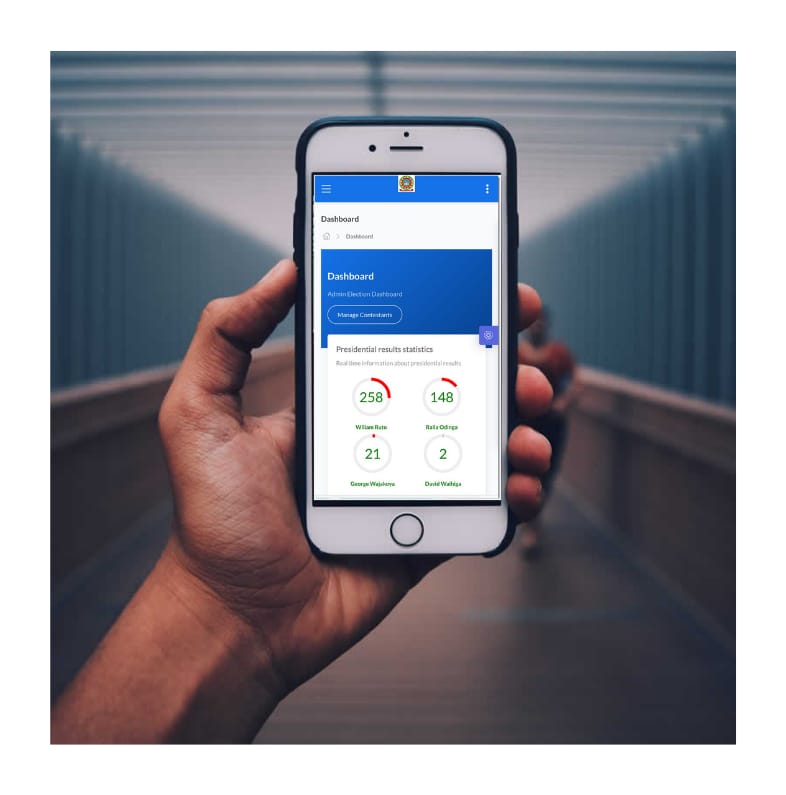 Dashboard
Dashboard
Dashboard
Admin Election Dashboard
Manage Contestants
Presidential results statistics
Real time information about presidential results
258
148
William Ruto
Raila Odinga
21
2
George Wajakoya
David Waihiga